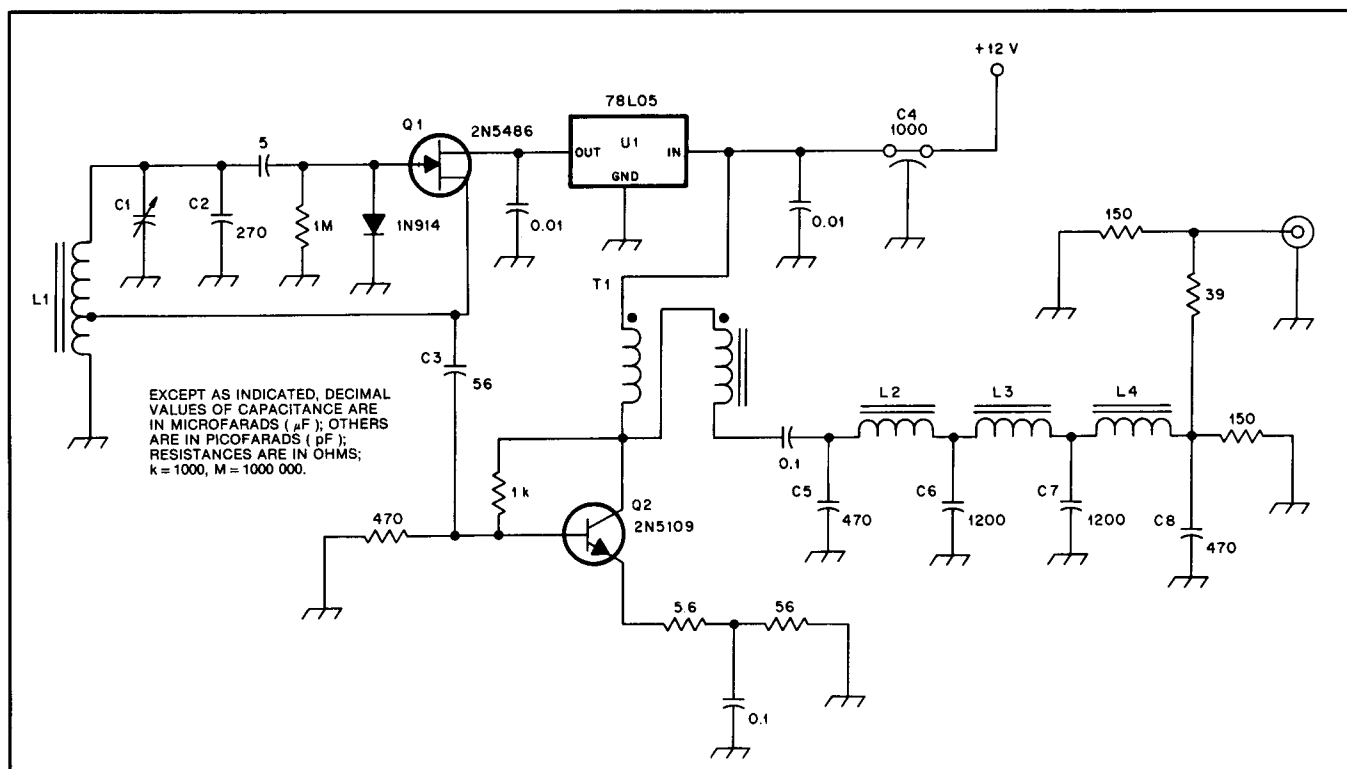 +12 V
78L05
C4
1000
Q1
2N5486
U1
OUT
IN
GND
5
C1
C2
270
1M
1N914
0.01
0.01
150
39
L1
T1
C3
56
EXCEPT AS INDICATED, DECIMAL
VALUES OF CAPACITANCE ARE
IN MICROFARADS ( µF ); OTHERS
ARE IN PICOFARADS ( pF );
RESISTANCES ARE IN OHMS;
k = 1000, M = 1000 000.
L2
L3
L4
150
0.1
C5
470
C6
1200
C7
1200
C8
470
1 k
470
Q2
2N5109
5.6
56
0.1